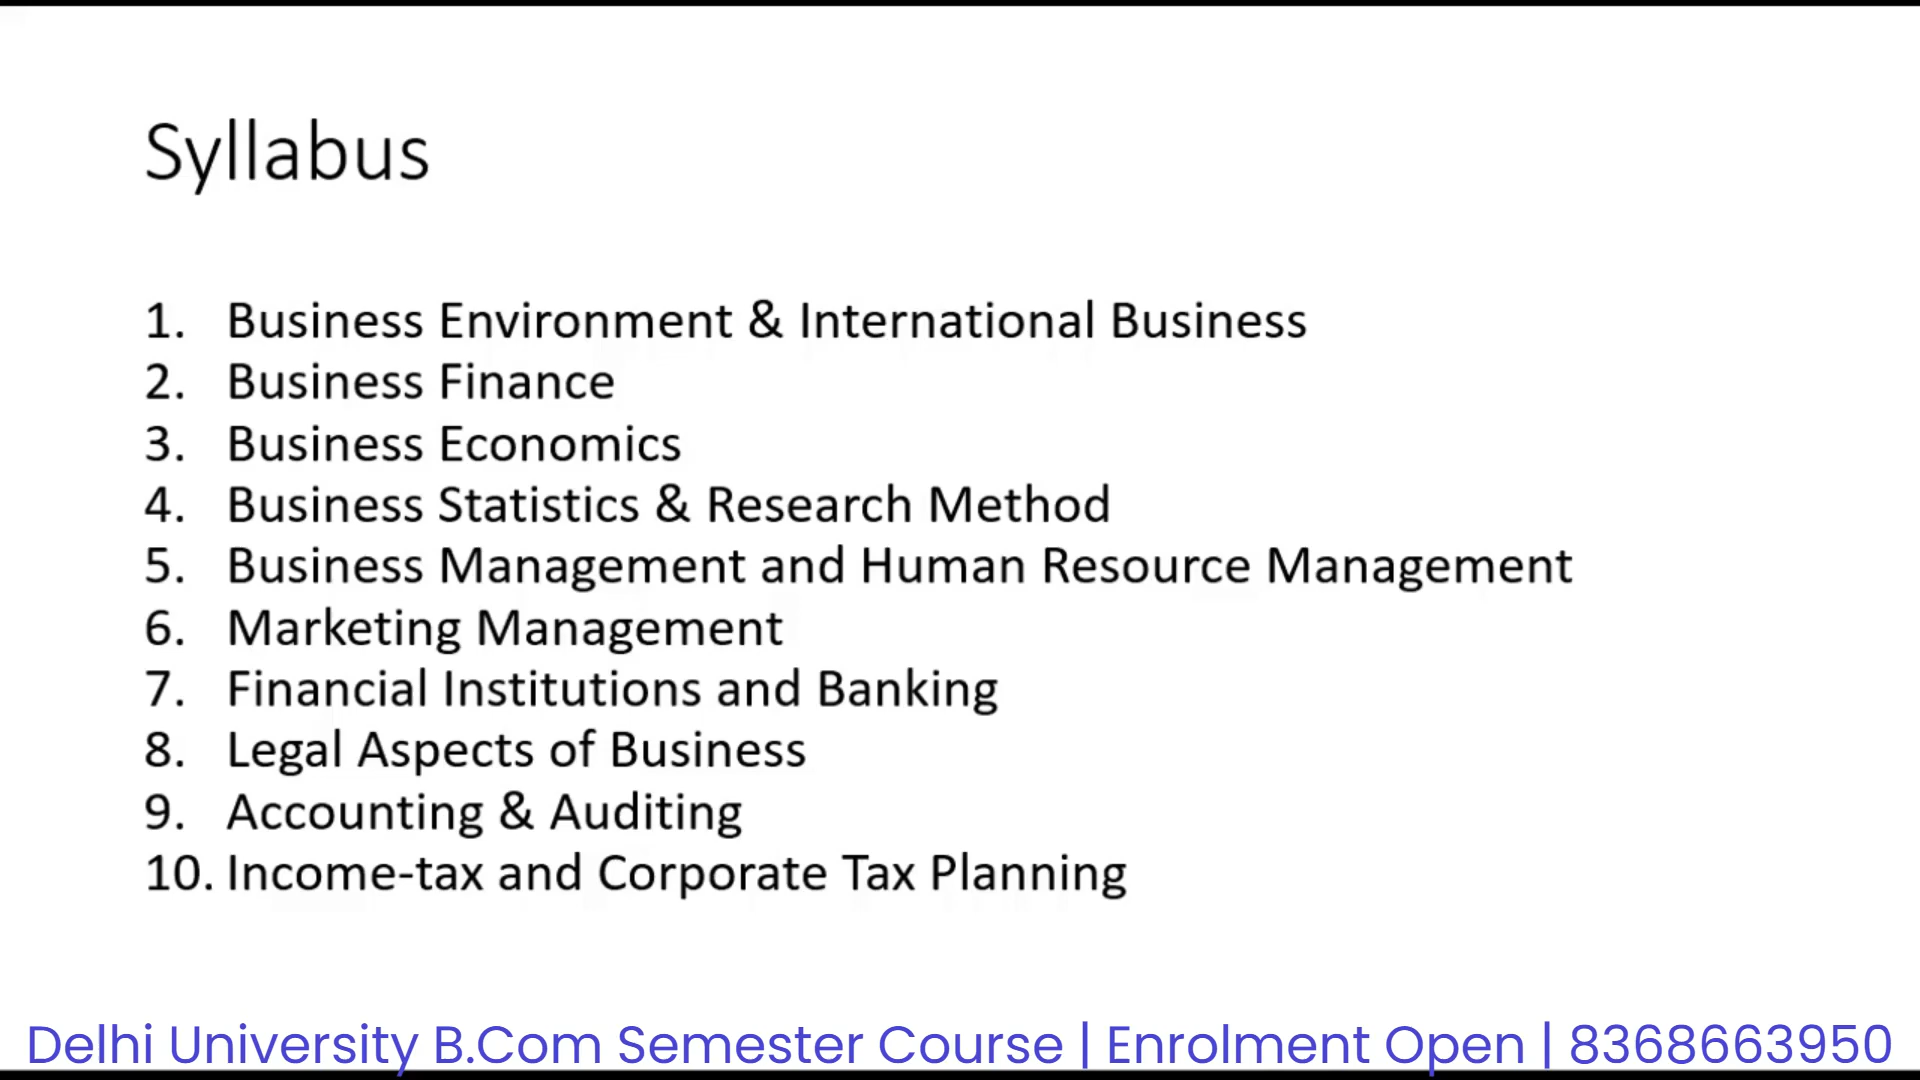 Syllabus
1. Business Environment & International Business
2. Business Finance
3. Business Economics
4. Business Statistics & Research Method
5. Business Management and Human Resource Management
6. Marketing Management
7. Financial Institutions and Banking
8. Legal Aspects of Business
9. Accounting & Auditing
10. Income-tax and Corporate Tax Planning
Delhi University B.Com Semester Course | Enrolment Open | 8368663950